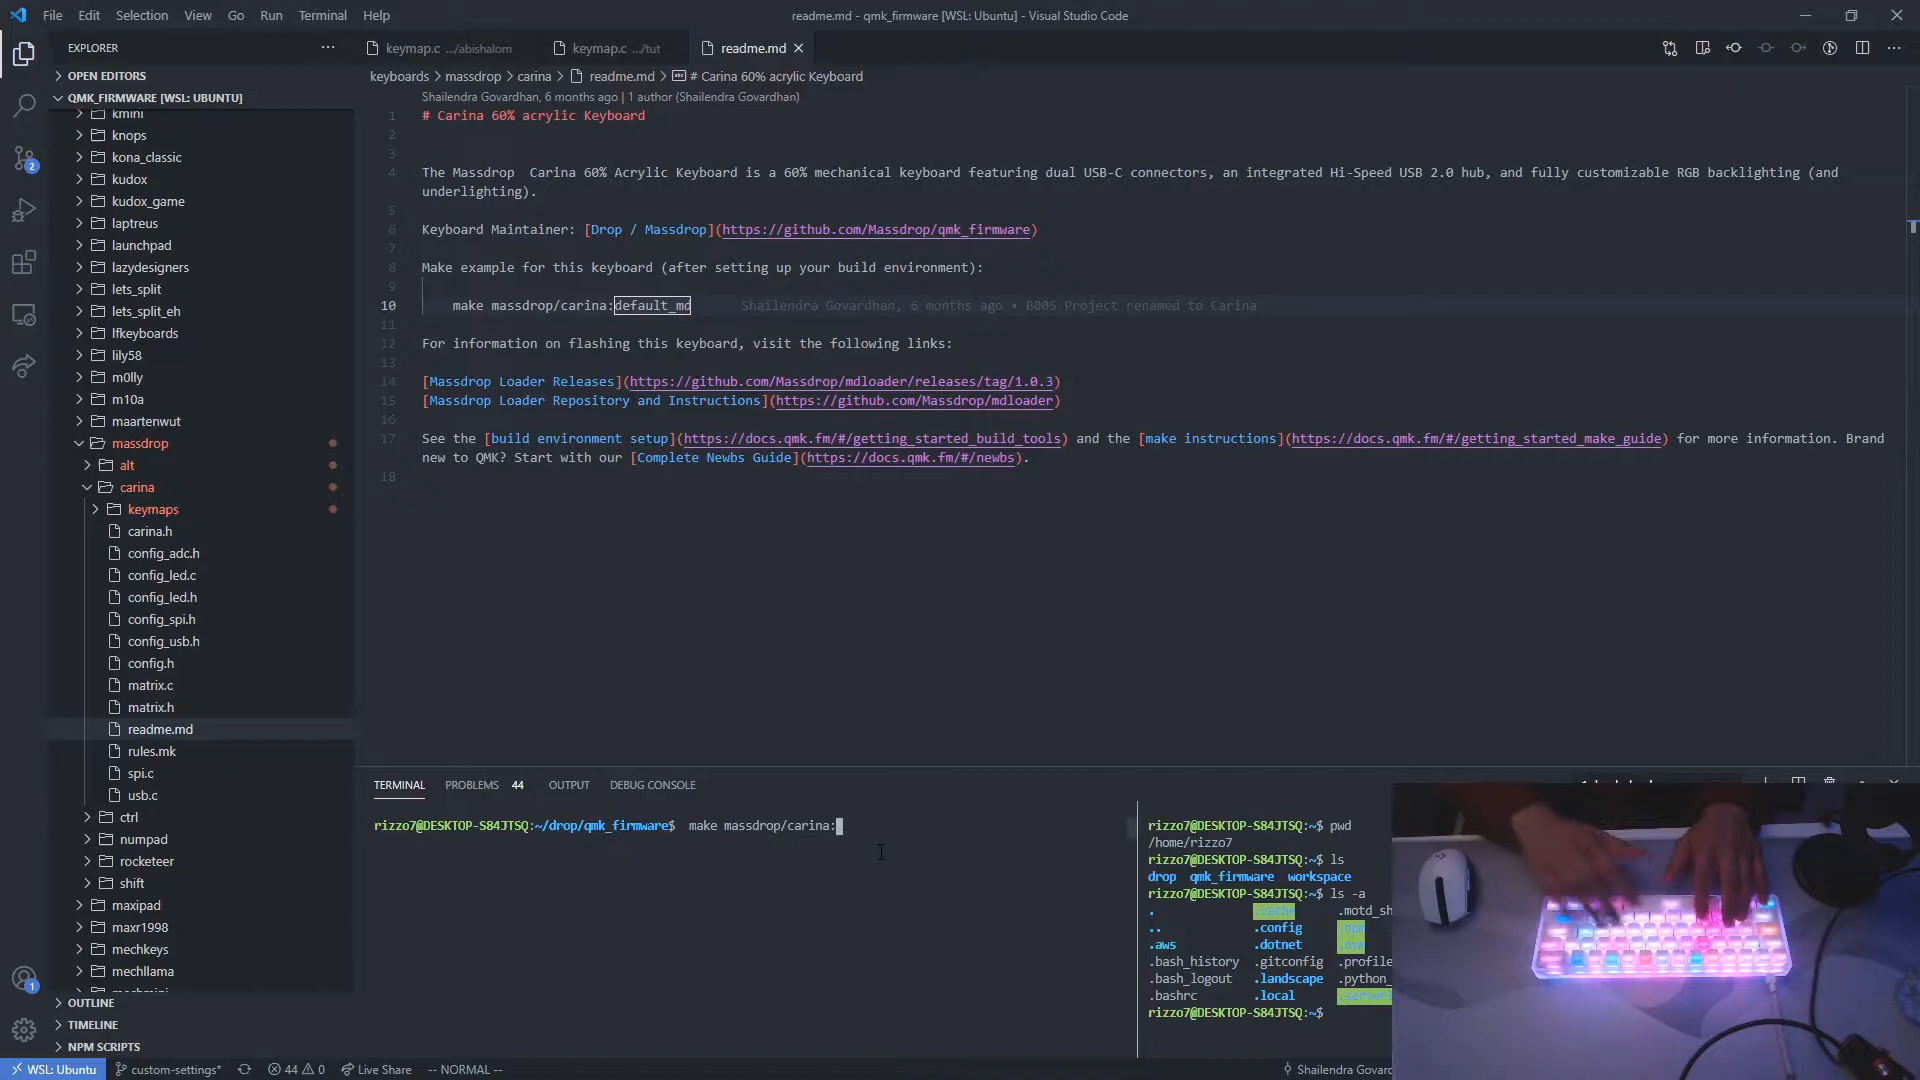 File Edit Selection View Go Run Terminal Help
readme.md - qmk_firmware [WSL: Ubuntu] - Visual Studio Code
EXPLORER
OPEN EDITORS
QMK_FIRMWARE [WSL: UBUNTU]
kmini
knops
kona_classic
kudox
kudox_game
laptreus
launchpad
lazydesigners
lets_split
lets_split_eh
lfkeyboards
lily58
m0lly
m10a
maartenwut
massdrop
alt
carina
keymaps
carina.h
config_adc.h
config_led.c
config_led.h
config_spi.h
config_usb.h
config.h
matrix.c
matrix.h
readme.md
rules.mk
spi.c
usb.c
ctrl
numpad
rocketeer
shift
maxipad
maxr1998
mechkeys
mechllama
OUTLINE
TIMELINE
NPM SCRIPTS
2
1
keymap.c .../abishalom keymap.c .../tut readme.md
keyboards > massdrop > carina > readme.md > # Carina 60% acrylic Keyboard
Shailendra Govardhan, 6 months ago | 1 author (Shailendra Govardhan)
1 # Carina 60% acrylic Keyboard
2
3
4 The Massdrop  Carina 60% Acrylic Keyboard is a 60% mechanical keyboard featuring dual USB-C connectors, an integrated Hi-Speed USB 2.0 hub, and fully customizable RGB backlighting (and
underlighting).
5
6 Keyboard Maintainer: [Drop / Massdrop](https://github.com/Massdrop/qmk_firmware)
7
8 Make example for this keyboard (after setting up your build environment):
9
10 make massdrop/carina:default_md Shailendra Govardhan, 6 months ago • B005 Project renamed to Carina
11
12 For information on flashing this keyboard, visit the following links:
13
14 [Massdrop Loader Releases](https://github.com/Massdrop/mdloader/releases/tag/1.0.3)
15 [Massdrop Loader Repository and Instructions](https://github.com/Massdrop/mdloader)
16
17 See the [build environment setup](https://docs.qmk.fm/#/getting_started_build_tools) and the [make instructions](https://docs.qmk.fm/#/getting_started_make_guide) for more information. Brand
new to QMK? Start with our [Complete Newbs Guide](https://docs.qmk.fm/#/newbs).
18
TERMINAL PROBLEMS 44 OUTPUT DEBUG CONSOLE
rizzo7@DESKTOP-S84JTSQ:~/drop/qmk_firmware$ make massdrop/carina:
rizzo7@DESKTOP-S84JTSQ:~$ pwd
/home/rizzo7
rizzo7@DESKTOP-S84JTSQ:~$ ls
drop qmk_firmware workspace
rizzo7@DESKTOP-S84JTSQ:~$ ls -a
. .cache .motd_sh
.. .config .npm
.aws .dotnet .nvm
.bash_history .gitconfig .profile
.bash_logout .landscape .python_
.bashrc .local
rizzo7@DESKTOP-S84JTSQ:~$
WSL: Ubuntu custom-settings* 44 0 Live Share -- NORMAL -- Shailendra Govar